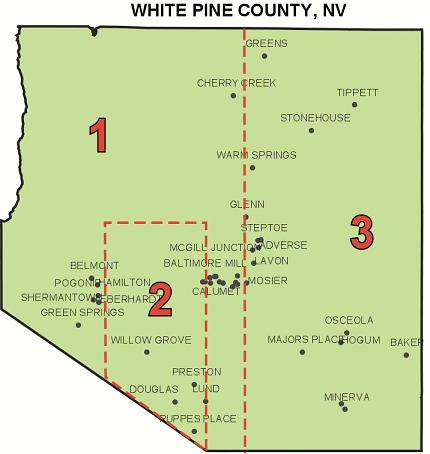 WHITE PINE COUNTY, NV
GREENS
CHERRY CREEK
TIPPETT
STONEHOUSE
1
WARM SPRINGS
GLENN
STEPTOE
3
MCGILL JUNCTION
ADVERSE
BELMONT
BALTIMORE MILL
LAVON
POGONIP
HAMILTON
MOSIER
SHERMANTOWN
EBERHARDT
2
CALUMET
GREEN SPRINGS
OSCEOLA
WILLOW GROVE
MAJORS PLACE
HOGUM
BAKER
PRESTON
DOUGLAS
LUND
MINERVA
RUPPES PLACE